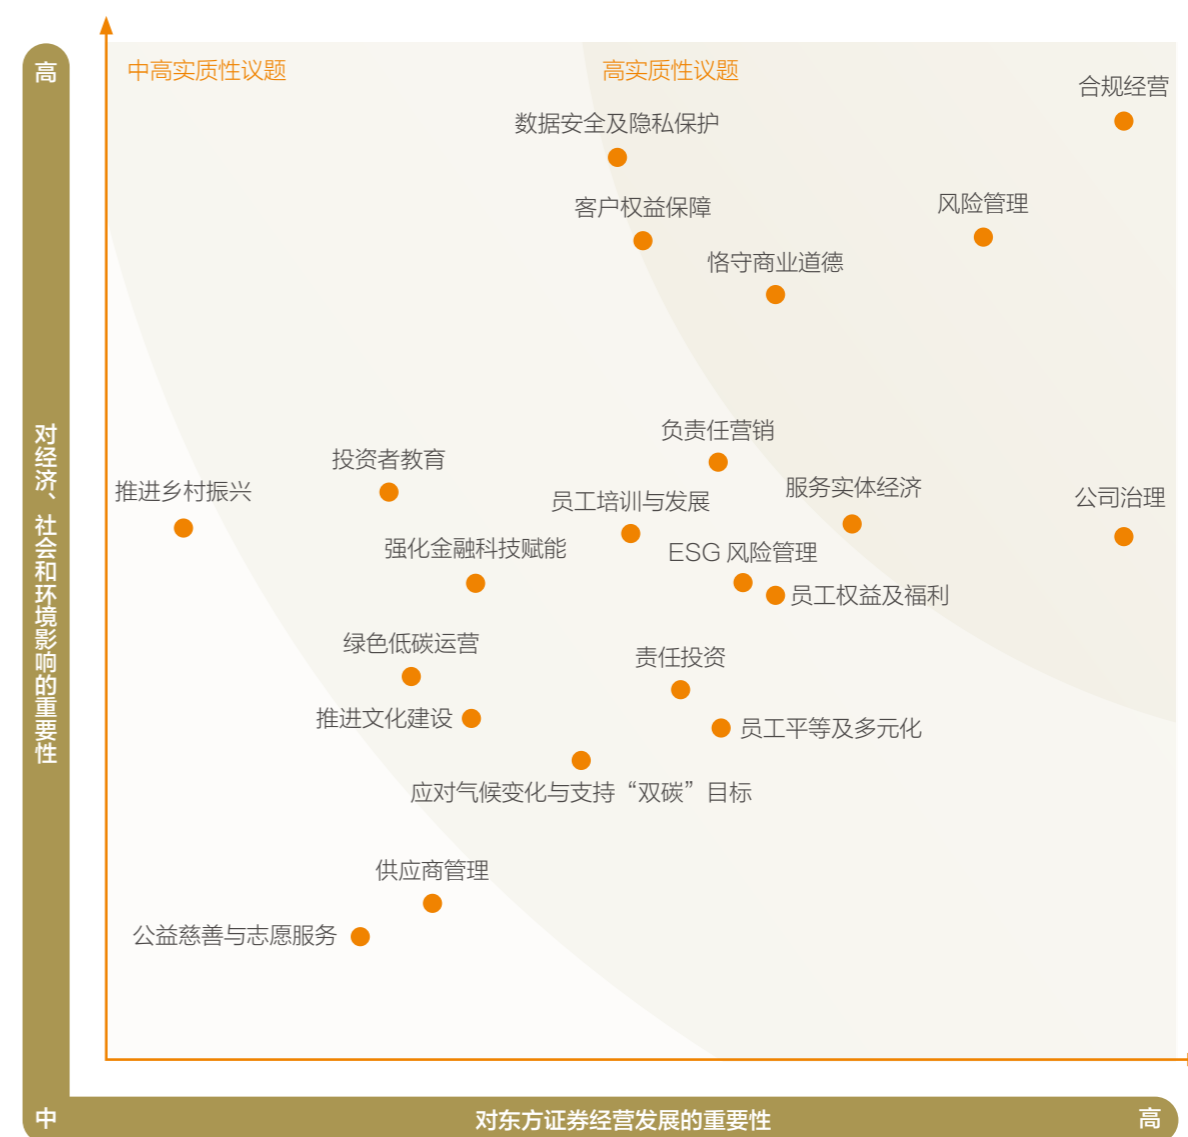 高
中高实质性议题
高实质性议题
合规经营
数据安全及隐私保护
客户权益保障
风险管理
恪守商业道德
对经济、社会和环境影响的重要性
负责任营销
投资者教育
推进乡村振兴
员工培训与发展
服务实体经济
公司治理
强化金融科技赋能
ESG 风险管理
员工权益及福利
绿色低碳运营
责任投资
推进文化建设
员工平等及多元化
应对气候变化与支持“双碳”目标
供应商管理
公益慈善与志愿服务
中
对东方证券经营发展的重要性
高